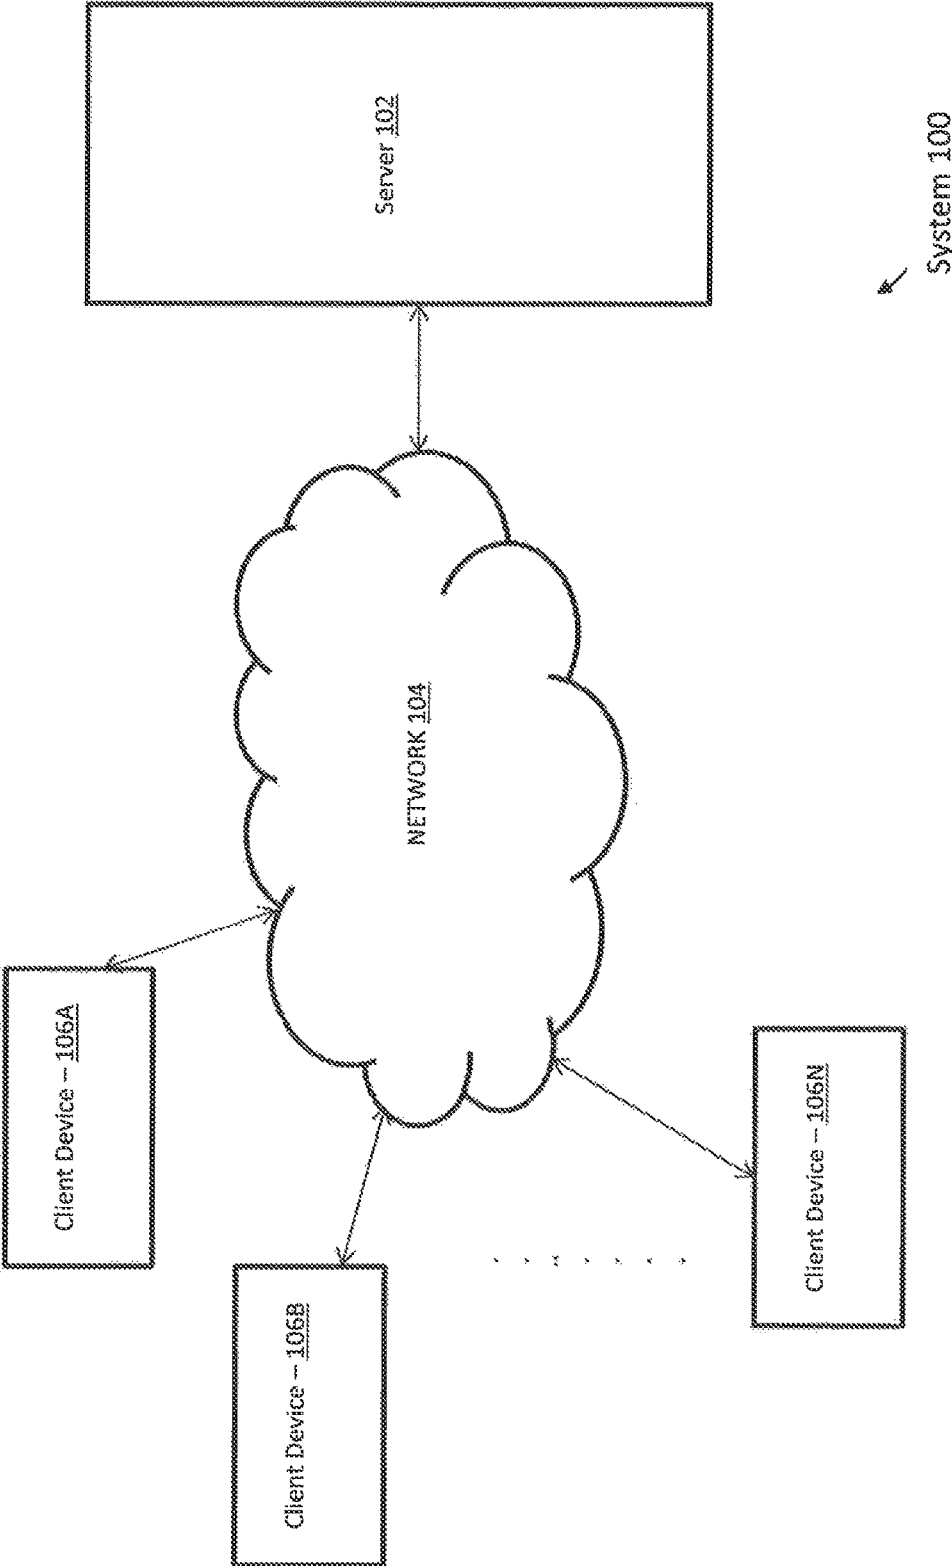 Client Device – 106A
Client Device – 106B
Client Device – 106N
NETWORK 104
Server 102
System 100